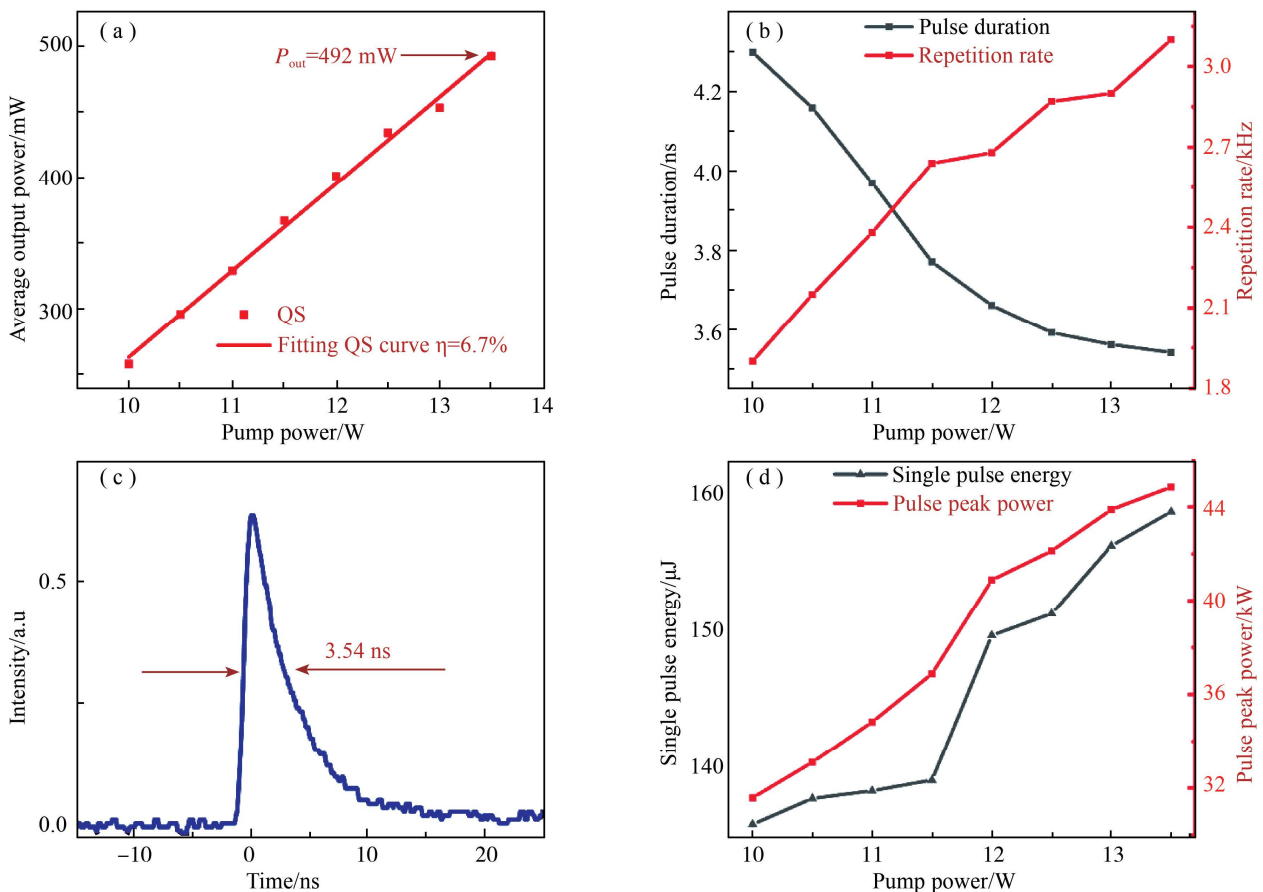 ( a )
500
400
300
Average output power/mW
P_out=492 mW
QS
Fitting QS curve η=6.7%
10 11 12 13 14
Pump power/W
( b )
Pulse duration
Repetition rate
4.2
4.0
3.8
3.6
Pulse duration/ns
3.0
2.7
2.4
2.1
1.8
Repetition rate/kHz
10 11 12 13
Pump power/W
( c )
0.5
0.0
Intensity/a.u
3.54 ns
−10 0 10 20
Time/ns
( d )
Single pulse energy
Pulse peak power
160
150
140
Single pulse energy/μJ
44
40
36
32
Pulse peak power/kW
10 11 12 13
Pump power/W